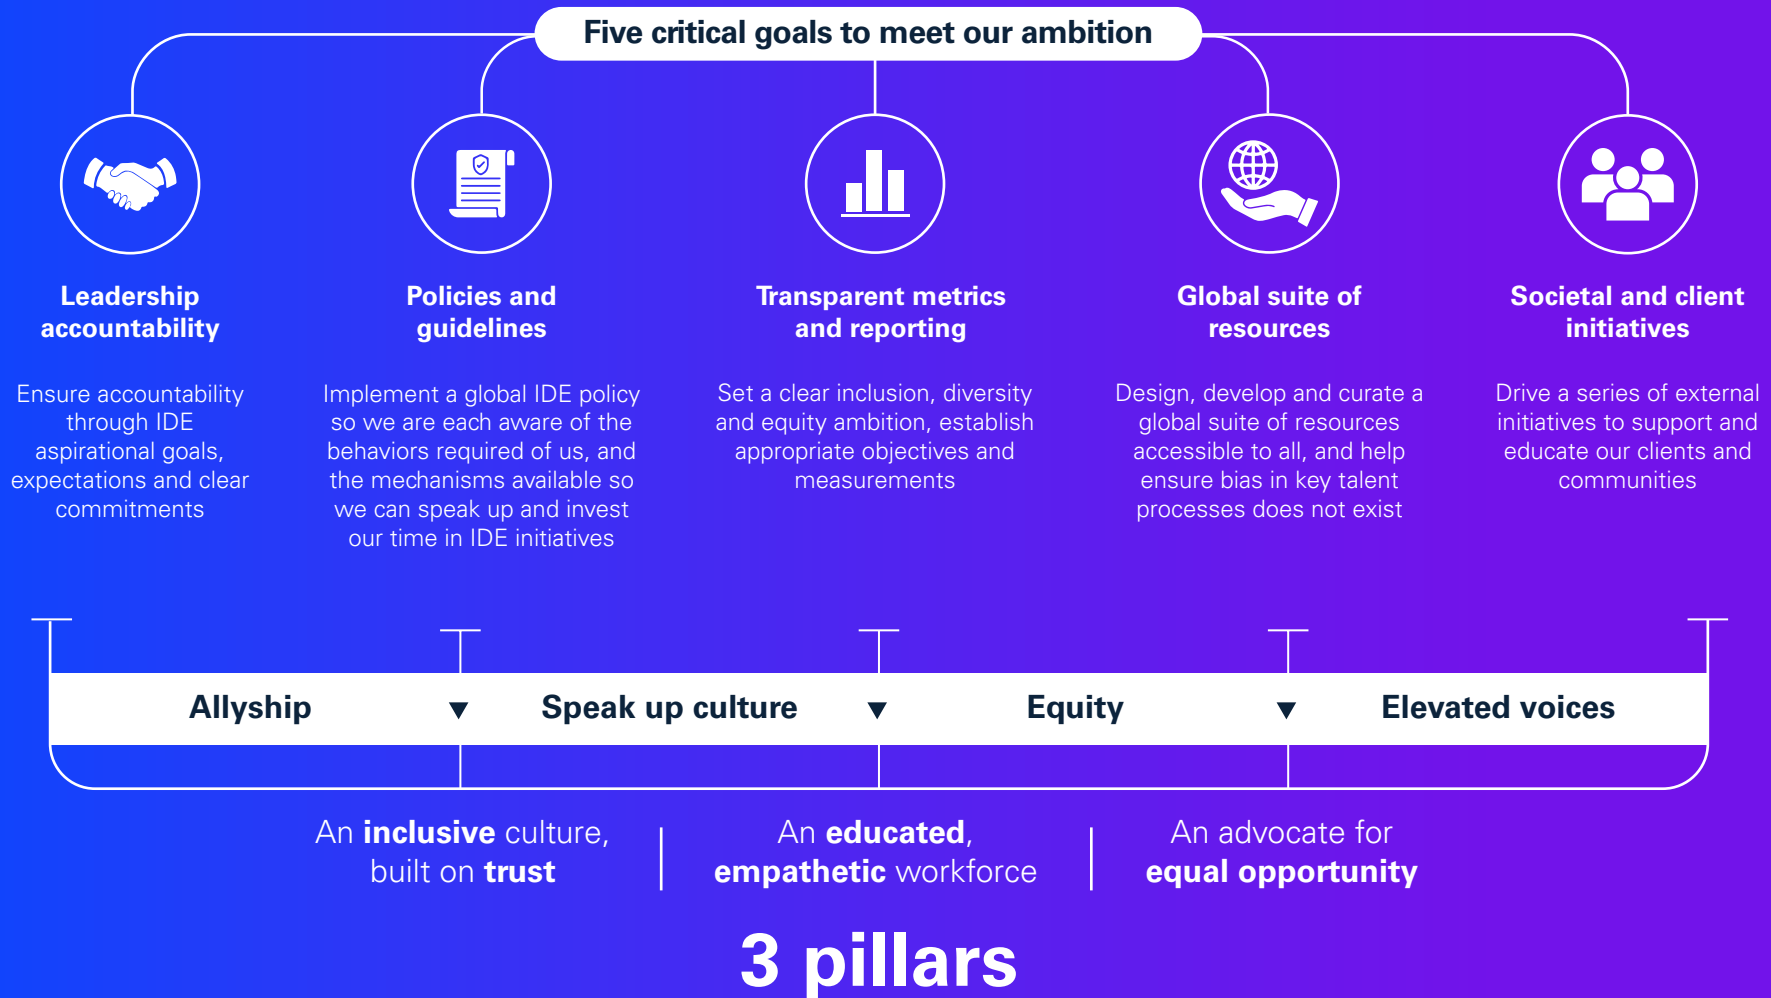 Five critical goals to meet our ambition
Leadership
accountability
Ensure accountability
through IDE
aspirational goals,
expectations and clear
commitments
Policies and
guidelines
Implement a global IDE policy
so we are each aware of the
behaviors required of us, and
the mechanisms available so
we can speak up and invest
our time in IDE initiatives
Transparent metrics
and reporting
Set a clear inclusion, diversity
and equity ambition, establish
appropriate objectives and
measurements
Global suite of
resources
Design, develop and curate a
global suite of resources
accessible to all, and help
ensure bias in key talent
processes does not exist
Societal and client
initiatives
Drive a series of external
initiatives to support and
educate our clients and
communities
Allyship
Speak up culture
Equity
Elevated voices
An inclusive culture,
built on trust
An educated,
empathetic workforce
An advocate for
equal opportunity
3 pillars